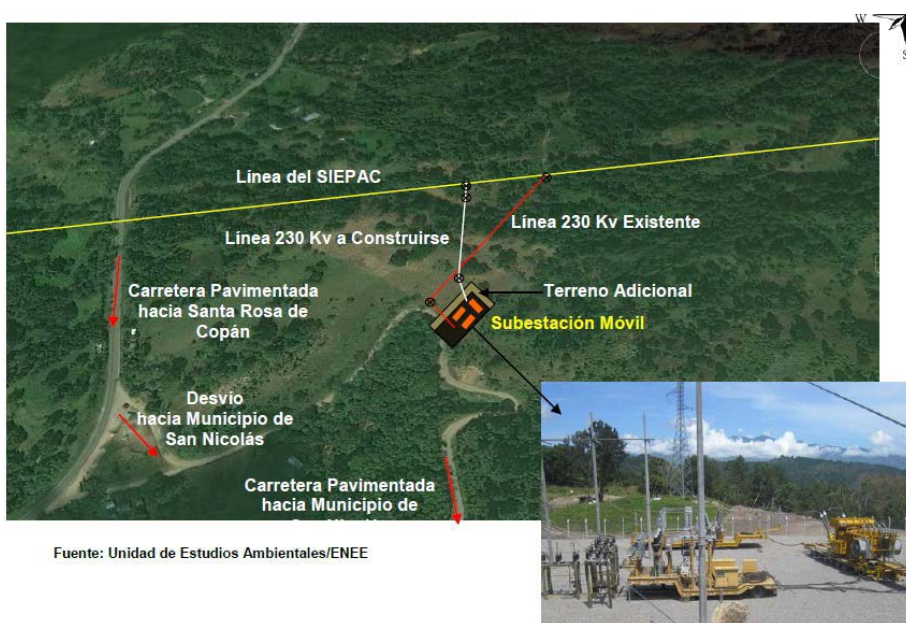 W
S
Línea del SIEPAC
Línea 230 Kv Existente
Línea 230 Kv a Construirse
Terreno Adicional
Carretera Pavimentada
hacia Santa Rosa de
Copán
Subestación Móvil
Desvío
hacia Municipio de
San Nicolás
Carretera Pavimentada
hacia Municipio de
Fuente: Unidad de Estudios Ambientales/ENEE